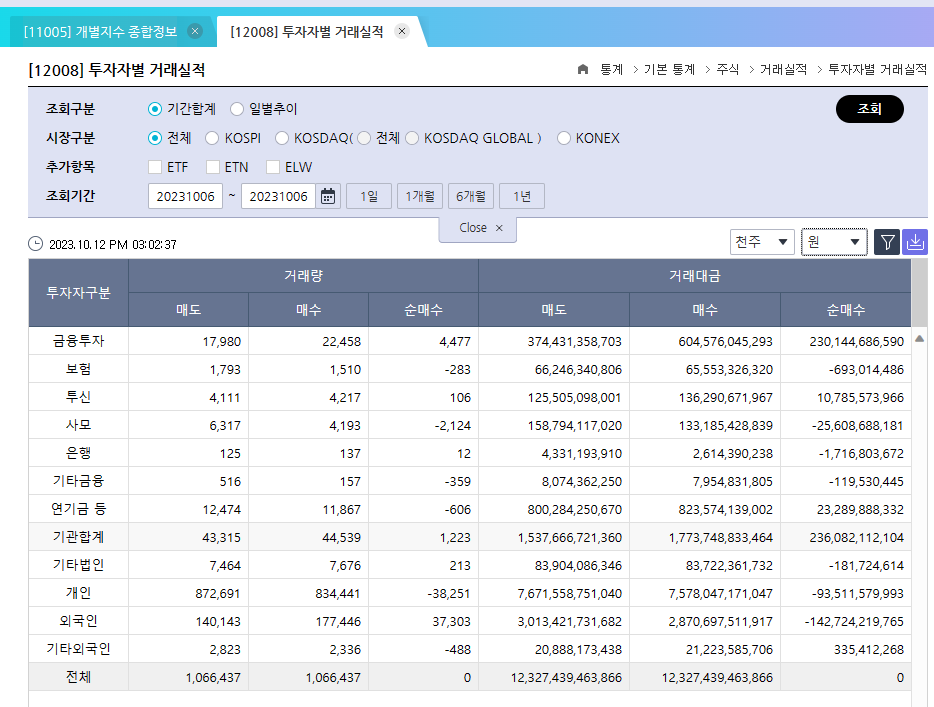 [11005] 개별지수 종합정보 × [12008] 투자자별 거래실적 ×
[12008] 투자자별 거래실적 통계 > 기본 통계 > 주식 > 거래실적 > 투자자별 거래실적
조회구분 기간합계 일별추이 조회
시장구분 전체 KOSPI KOSDAQ( 전체 KOSDAQ GLOBAL ) KONEX
추가항목 ETF ETN ELW
조회기간 20231006 ~ 20231006 1일 1개월 6개월 1년
Close ×
2023.10.12 PM 03:02:37 천주 원
투자자구분 거래량 거래대금
매도 매수 순매수 매도 매수 순매수
금융투자 17,980 22,458 4,477 374,431,358,703 604,576,045,293 230,144,686,590
보험 1,793 1,510 -283 66,246,340,806 65,553,326,320 -693,014,486
투신 4,111 4,217 106 125,505,098,001 136,290,671,967 10,785,573,966
사모 6,317 4,193 -2,124 158,794,117,020 133,185,428,839 -25,608,688,181
은행 125 137 12 4,331,193,910 2,614,390,238 -1,716,803,672
기타금융 516 157 -359 8,074,362,250 7,954,831,805 -119,530,445
연기금 등 12,474 11,867 -606 800,284,250,670 823,574,139,002 23,289,888,332
기관합계 43,315 44,539 1,223 1,537,666,721,360 1,773,748,833,464 236,082,112,104
기타법인 7,464 7,676 213 83,904,086,346 83,722,361,732 -181,724,614
개인 872,691 834,441 -38,251 7,671,558,751,040 7,578,047,171,047 -93,511,579,993
외국인 140,143 177,446 37,303 3,013,421,731,682 2,870,697,511,917 -142,724,219,765
기타외국인 2,823 2,336 -488 20,888,173,438 21,223,585,706 335,412,268
전체 1,066,437 1,066,437 0 12,327,439,463,866 12,327,439,463,866 0